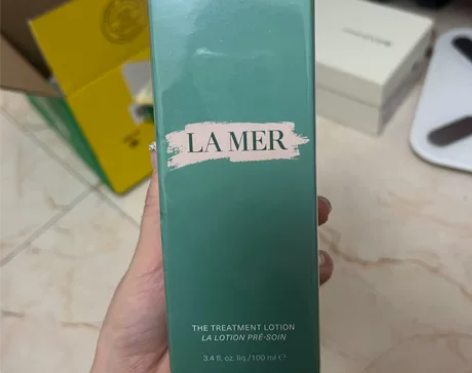 LA MER
THE TREATMENT LOTION
LA LOTION PRÉ-SOIN
3.4 fl. oz. liq./100 ml ℮